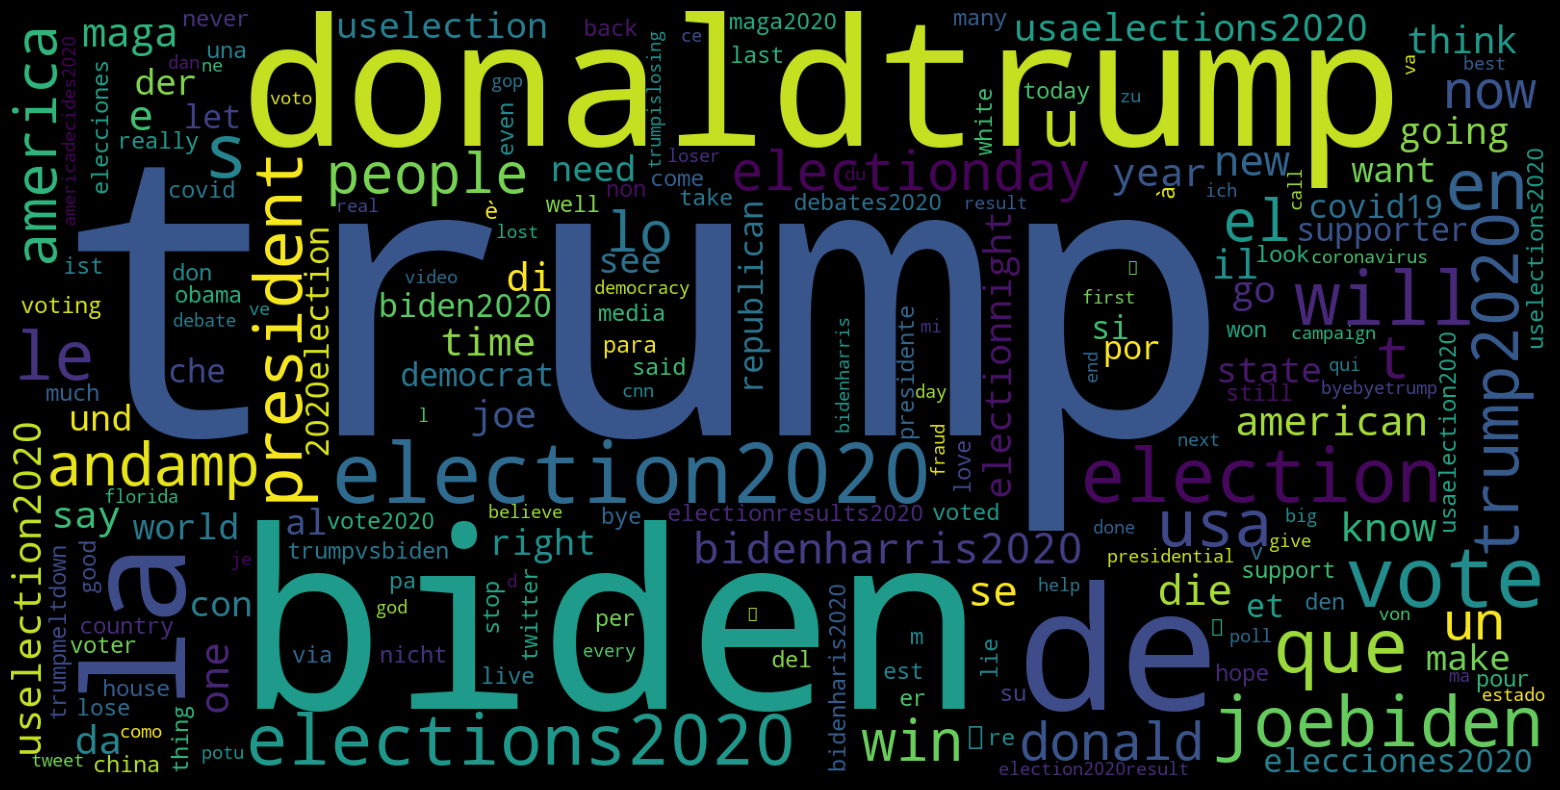 never
maga
una
der
dan
ne
e
let
really
covid
america
americadecides2020
elecciones
s
uselection
donaldtrump
voto
back
ce
gop
even
trumpislosing
maga2020
last
many
usaelections2020
think
va
best
now
today
zu
u
white
going
people
need
loser
non
come
take
electionday
du
year
new
ich
call
want
en
uselections2020
president
real
è
well
lost
lo
see
republican
debates2020
result
electionnight
à
el
covid19
supporter
ist
don
obama
ve
debate
voting
2020election
trump
video
di
biden2020
time
democracy
media
para
said
first
si
por
il
look
coronavirus
go
will
won
campaign
trump2020
le
che
much
democrat
cnn
bidenharris
presidente
mi
day
end
state
t
qui
still
byebyetrump
und
joe
l
american
usaelection2020
andamp
election2020
fraud
love
next
election
uselection2020
florida
say
world
al
vote2020
believe
bye
electionresults2020
voted
done
usa
big
know
trumpvsbiden
right
bidenharris2020
presidential
v
give
trumpmeltdown
good
la
je
biden
pa
d
stop
twitter
de
se
help
die
support
vote
con
god
per
et
den
von
un
country
voter
one
via
nicht
every
del
bidenharis2020
m
lie
poll
que
make
house
live
est
su
hope
ma
pour
lose
er
estado
da
como
thing
potu
elections2020
win
re
donald
joebiden
tweet
china
election2020result
elecciones2020